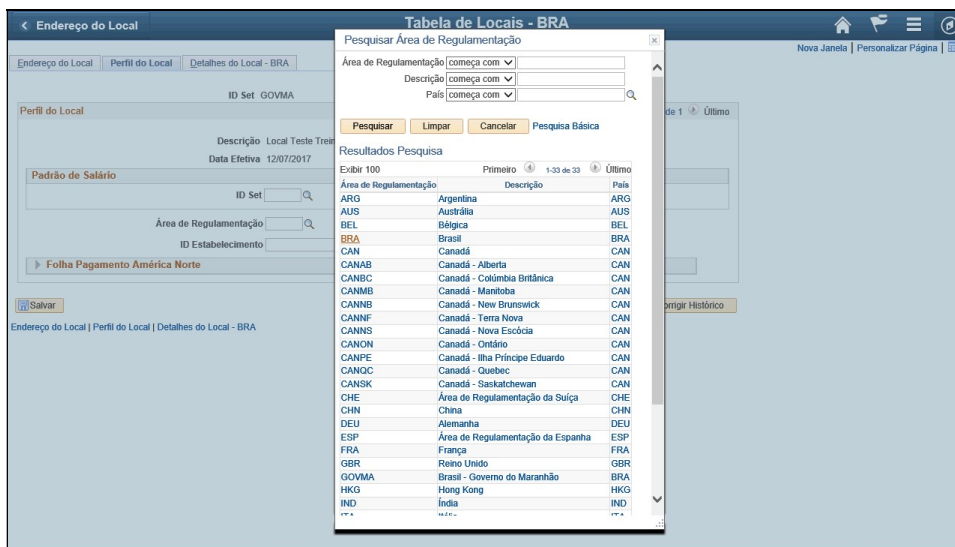 Endereço do Local
Tabela de Locais - BRA
Nova Janela | Personalizar Página |
Endereço do Local
Perfil do Local
Detalhes do Local - BRA
ID Set GOVMA
Perfil do Local
de 1 Último
Descrição Local Teste Trein
Data Efetiva 12/07/2017
Padrão de Salário
ID Set
Área de Regulamentação
ID Estabelecimento
Folha Pagamento América Norte
Salvar
orrigir Histórico
Endereço do Local | Perfil do Local | Detalhes do Local - BRA
Pesquisar Área de Regulamentação
Área de Regulamentação começa com
Descrição começa com
País começa com
Pesquisar Limpar Cancelar Pesquisa Básica
Resultados Pesquisa
Exibir 100 Primeiro 1-33 de 33 Último
Área de Regulamentação Descrição País
ARG Argentina ARG
AUS Austrália AUS
BEL Bélgica BEL
BRA Brasil BRA
CAN Canadá CAN
CANAB Canadá - Alberta CAN
CANBC Canadá - Colúmbia Britânica CAN
CANMB Canadá - Manitoba CAN
CANNB Canadá - New Brunswick CAN
CANNF Canadá - Terra Nova CAN
CANNS Canadá - Nova Escócia CAN
CANON Canadá - Ontário CAN
CANPE Canadá - Ilha Príncipe Eduardo CAN
CANQC Canadá - Quebec CAN
CANSK Canadá - Saskatchewan CAN
CHE Área de Regulamentação da Suíça CHE
CHN China CHN
DEU Alemanha DEU
ESP Área de Regulamentação da Espanha ESP
FRA França FRA
GBR Reino Unido GBR
GOVMA Brasil - Governo do Maranhão BRA
HKG Hong Kong HKG
IND Índia IND